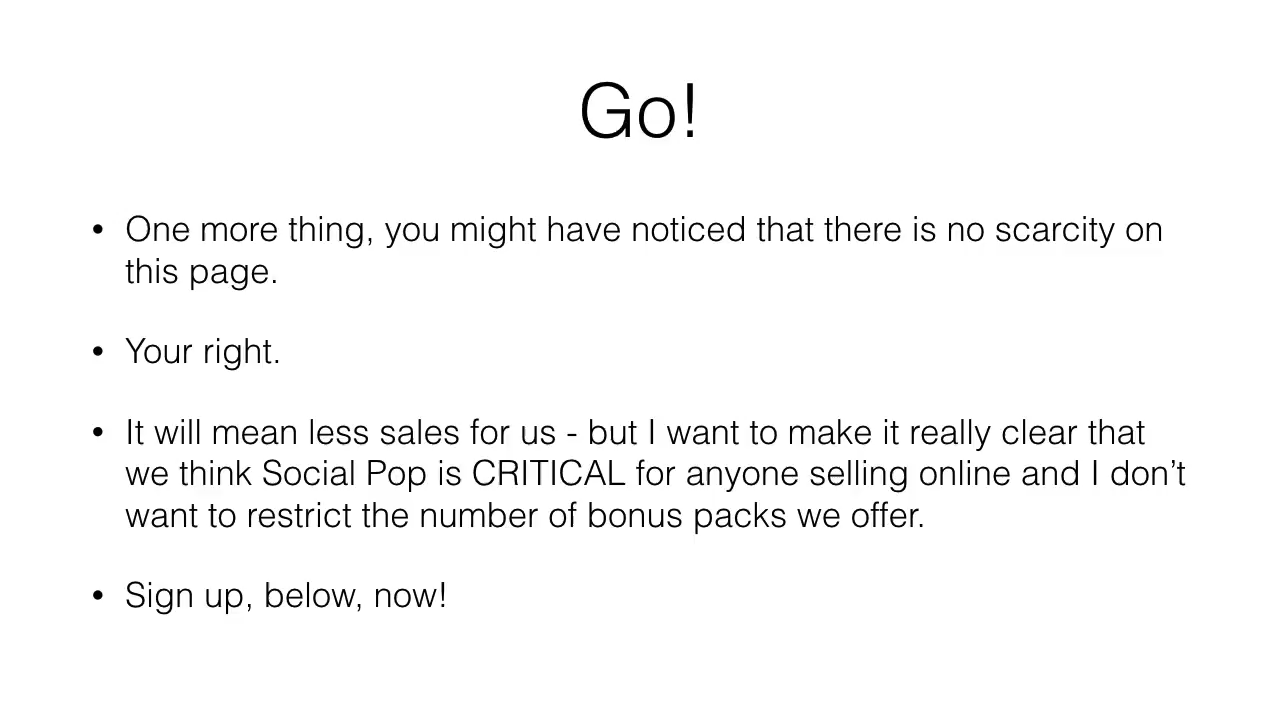 Go!
• One more thing, you might have noticed that there is no scarcity on
this page.
• Your right.
• It will mean less sales for us - but I want to make it really clear that
we think Social Pop is CRITICAL for anyone selling online and I don’t
want to restrict the number of bonus packs we offer.
• Sign up, below, now!